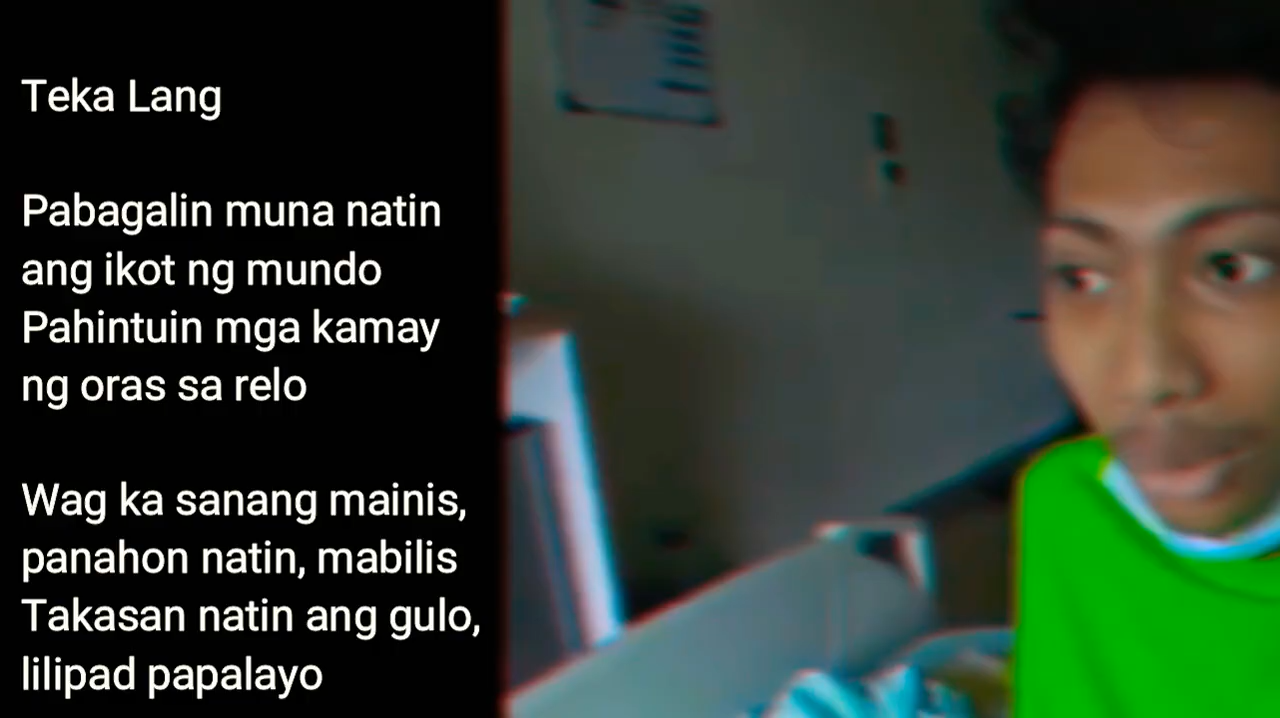 Teka Lang
Pabagalin muna natin
ang ikot ng mundo
Pahintuin mga kamay
ng oras sa relo
Wag ka sanang mainis,
panahon natin, mabilis
Takasan natin ang gulo,
lilipad papalayo